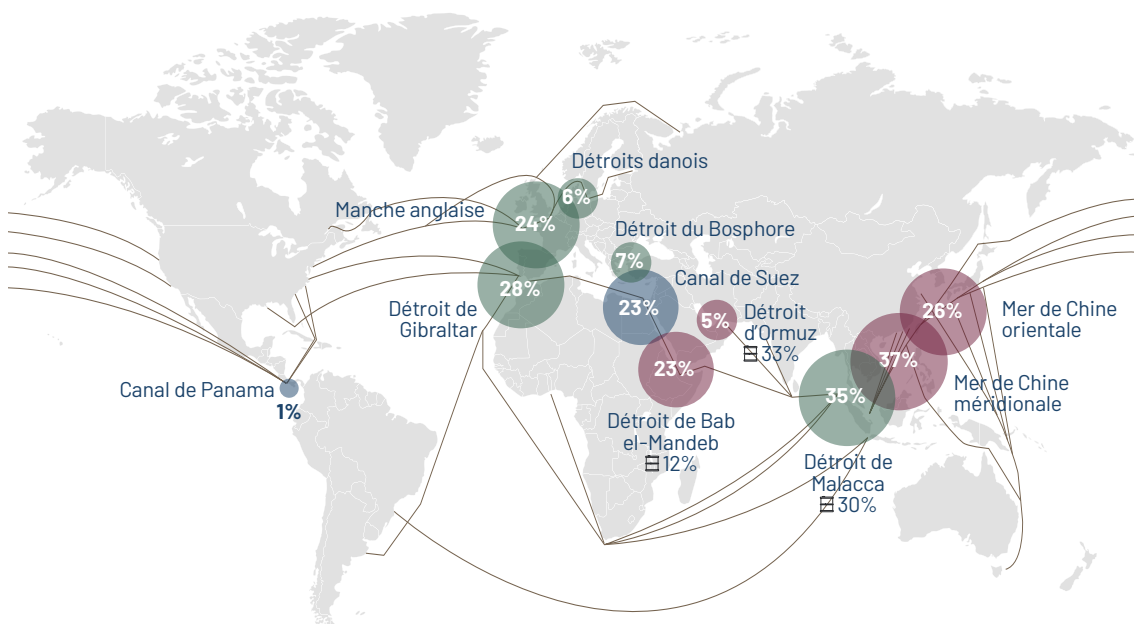 Détroits danois
6%
Manche anglaise
24%
Détroit du Bosphore
7%
Canal de Suez
23%
28%
Détroit de
Gibraltar
5%
Détroit
d'Ormuz
33%
26%
Mer de Chine
orientale
37%
Mer de Chine
méridionale
23%
Détroit de Bab
el-Mandeb
12%
35%
Détroit de
Malacca
30%
Canal de Panama
1%